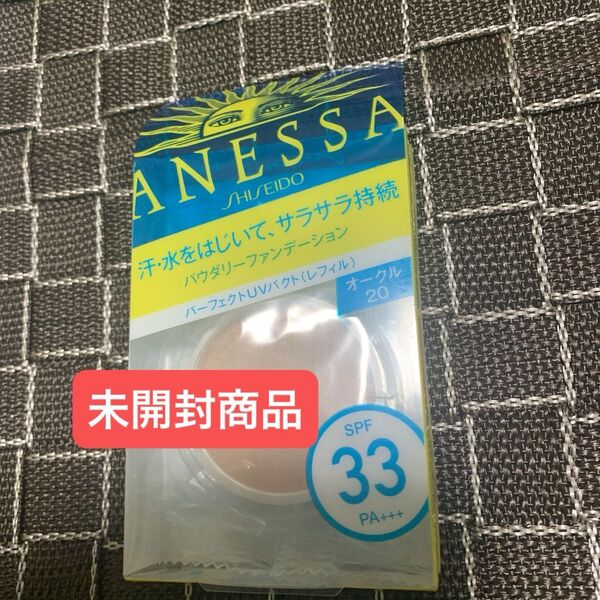 ANESSA
SHISEIDO
汗・水をはじいて、サラサラ持続
パウダリーファンデーション
パーフェクトUVパクト(レフィル)
オークル
20
未開封商品
SPF
33
PA+++